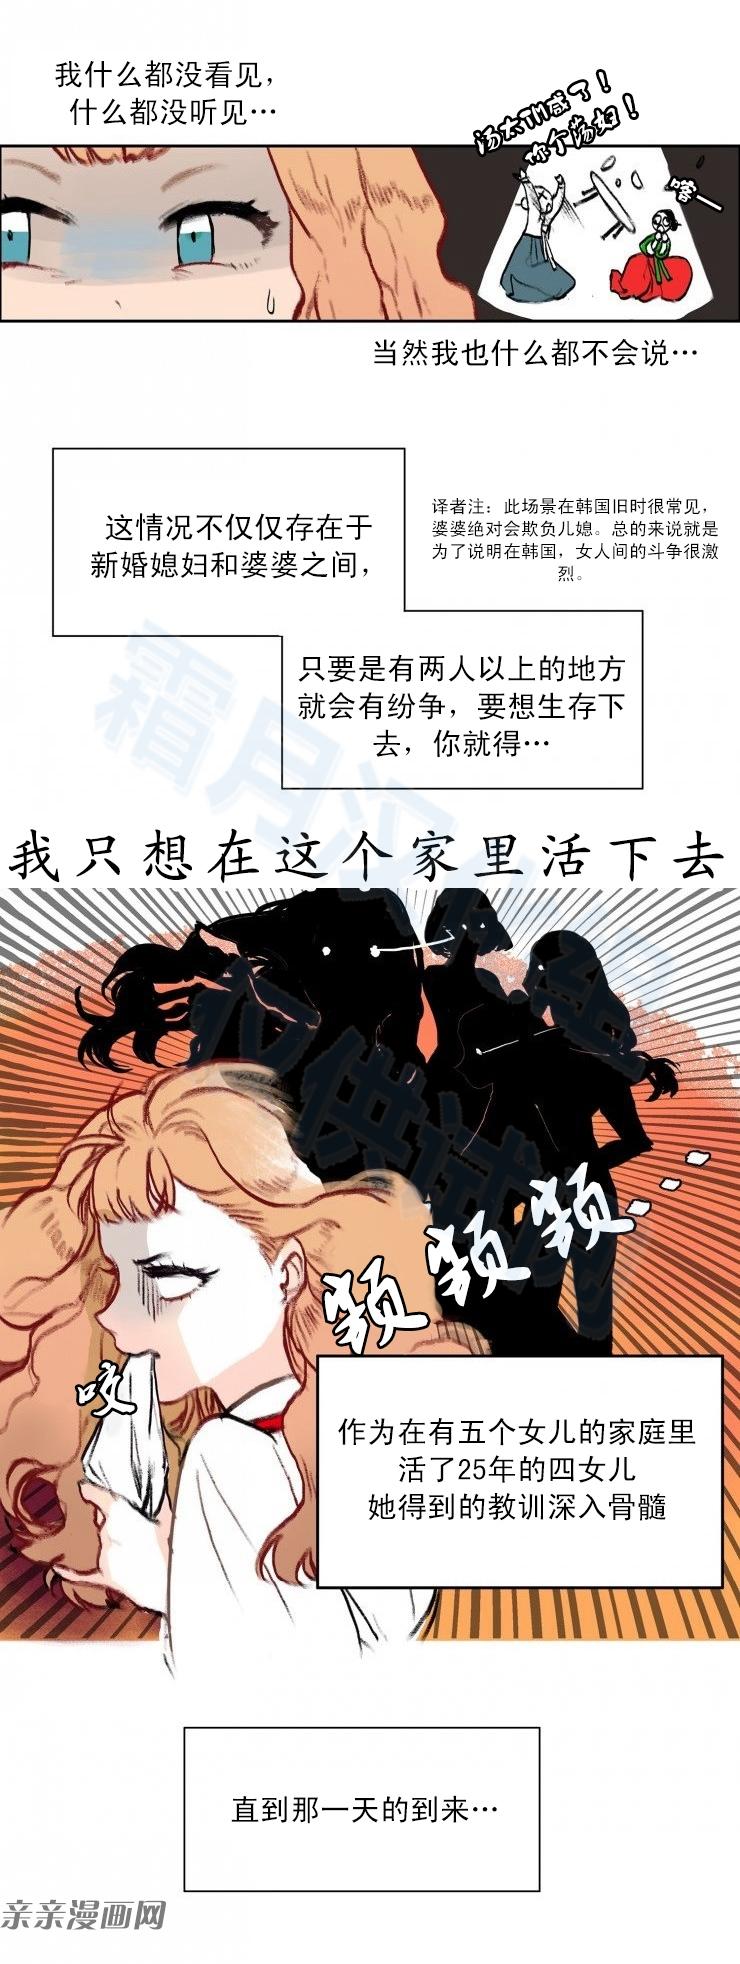 我什么都没看见，
什么都没听见…
汤太TM咸了！
你个荡妇！
喀—
当然我也什么都不会说…
这情况不仅仅存在于
新婚媳妇和婆婆之间，
译者注：此场景在韩国旧时很常见，
婆婆绝对会欺负儿媳。总的来说就是
为了说明在韩国，女人间的斗争很激
烈。
只要是有两人以上的地方
就会有纷争，要想生存下
去，你就得…
我只想在这个家里活下去
颤颤颤
咬
作为在有五个女儿的家庭里
活了25年的四女儿
她得到的教训深入骨髓
直到那一天的到来…
亲亲漫画网